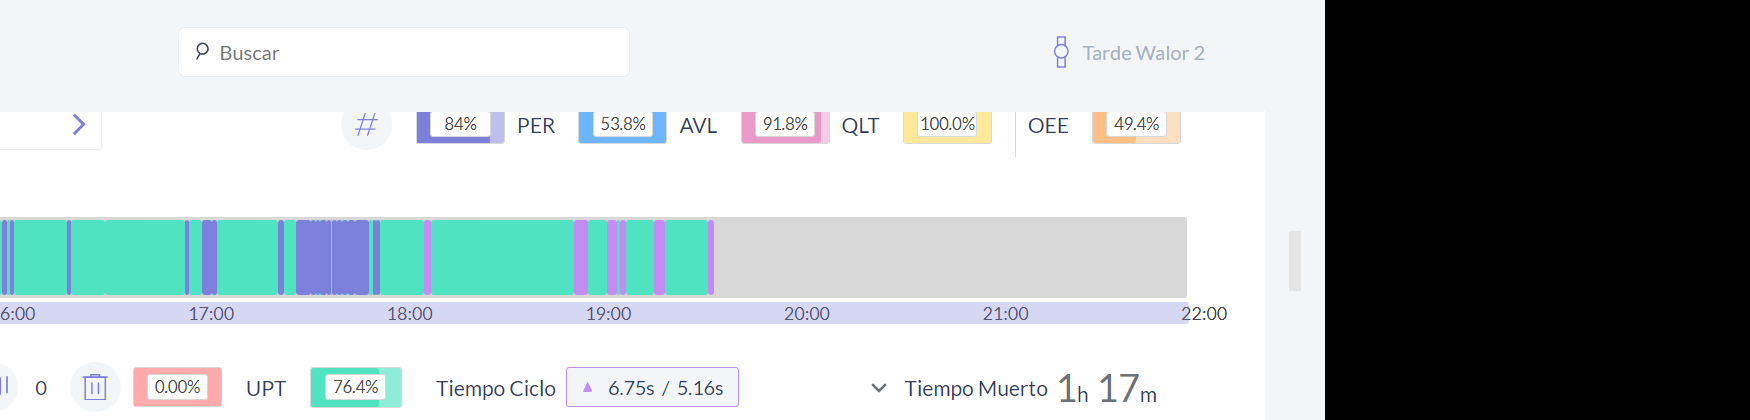 Buscar
Tarde Walor 2
# 84% PER 53.8% AVL 91.8% QLT 100.0% OEE 49.4%
6:00 17:00 18:00 19:00 20:00 21:00 22:00
0 0.00% UPT 76.4% Tiempo Ciclo ▲ 6.75s / 5.16s Tiempo Muerto 1h 17m